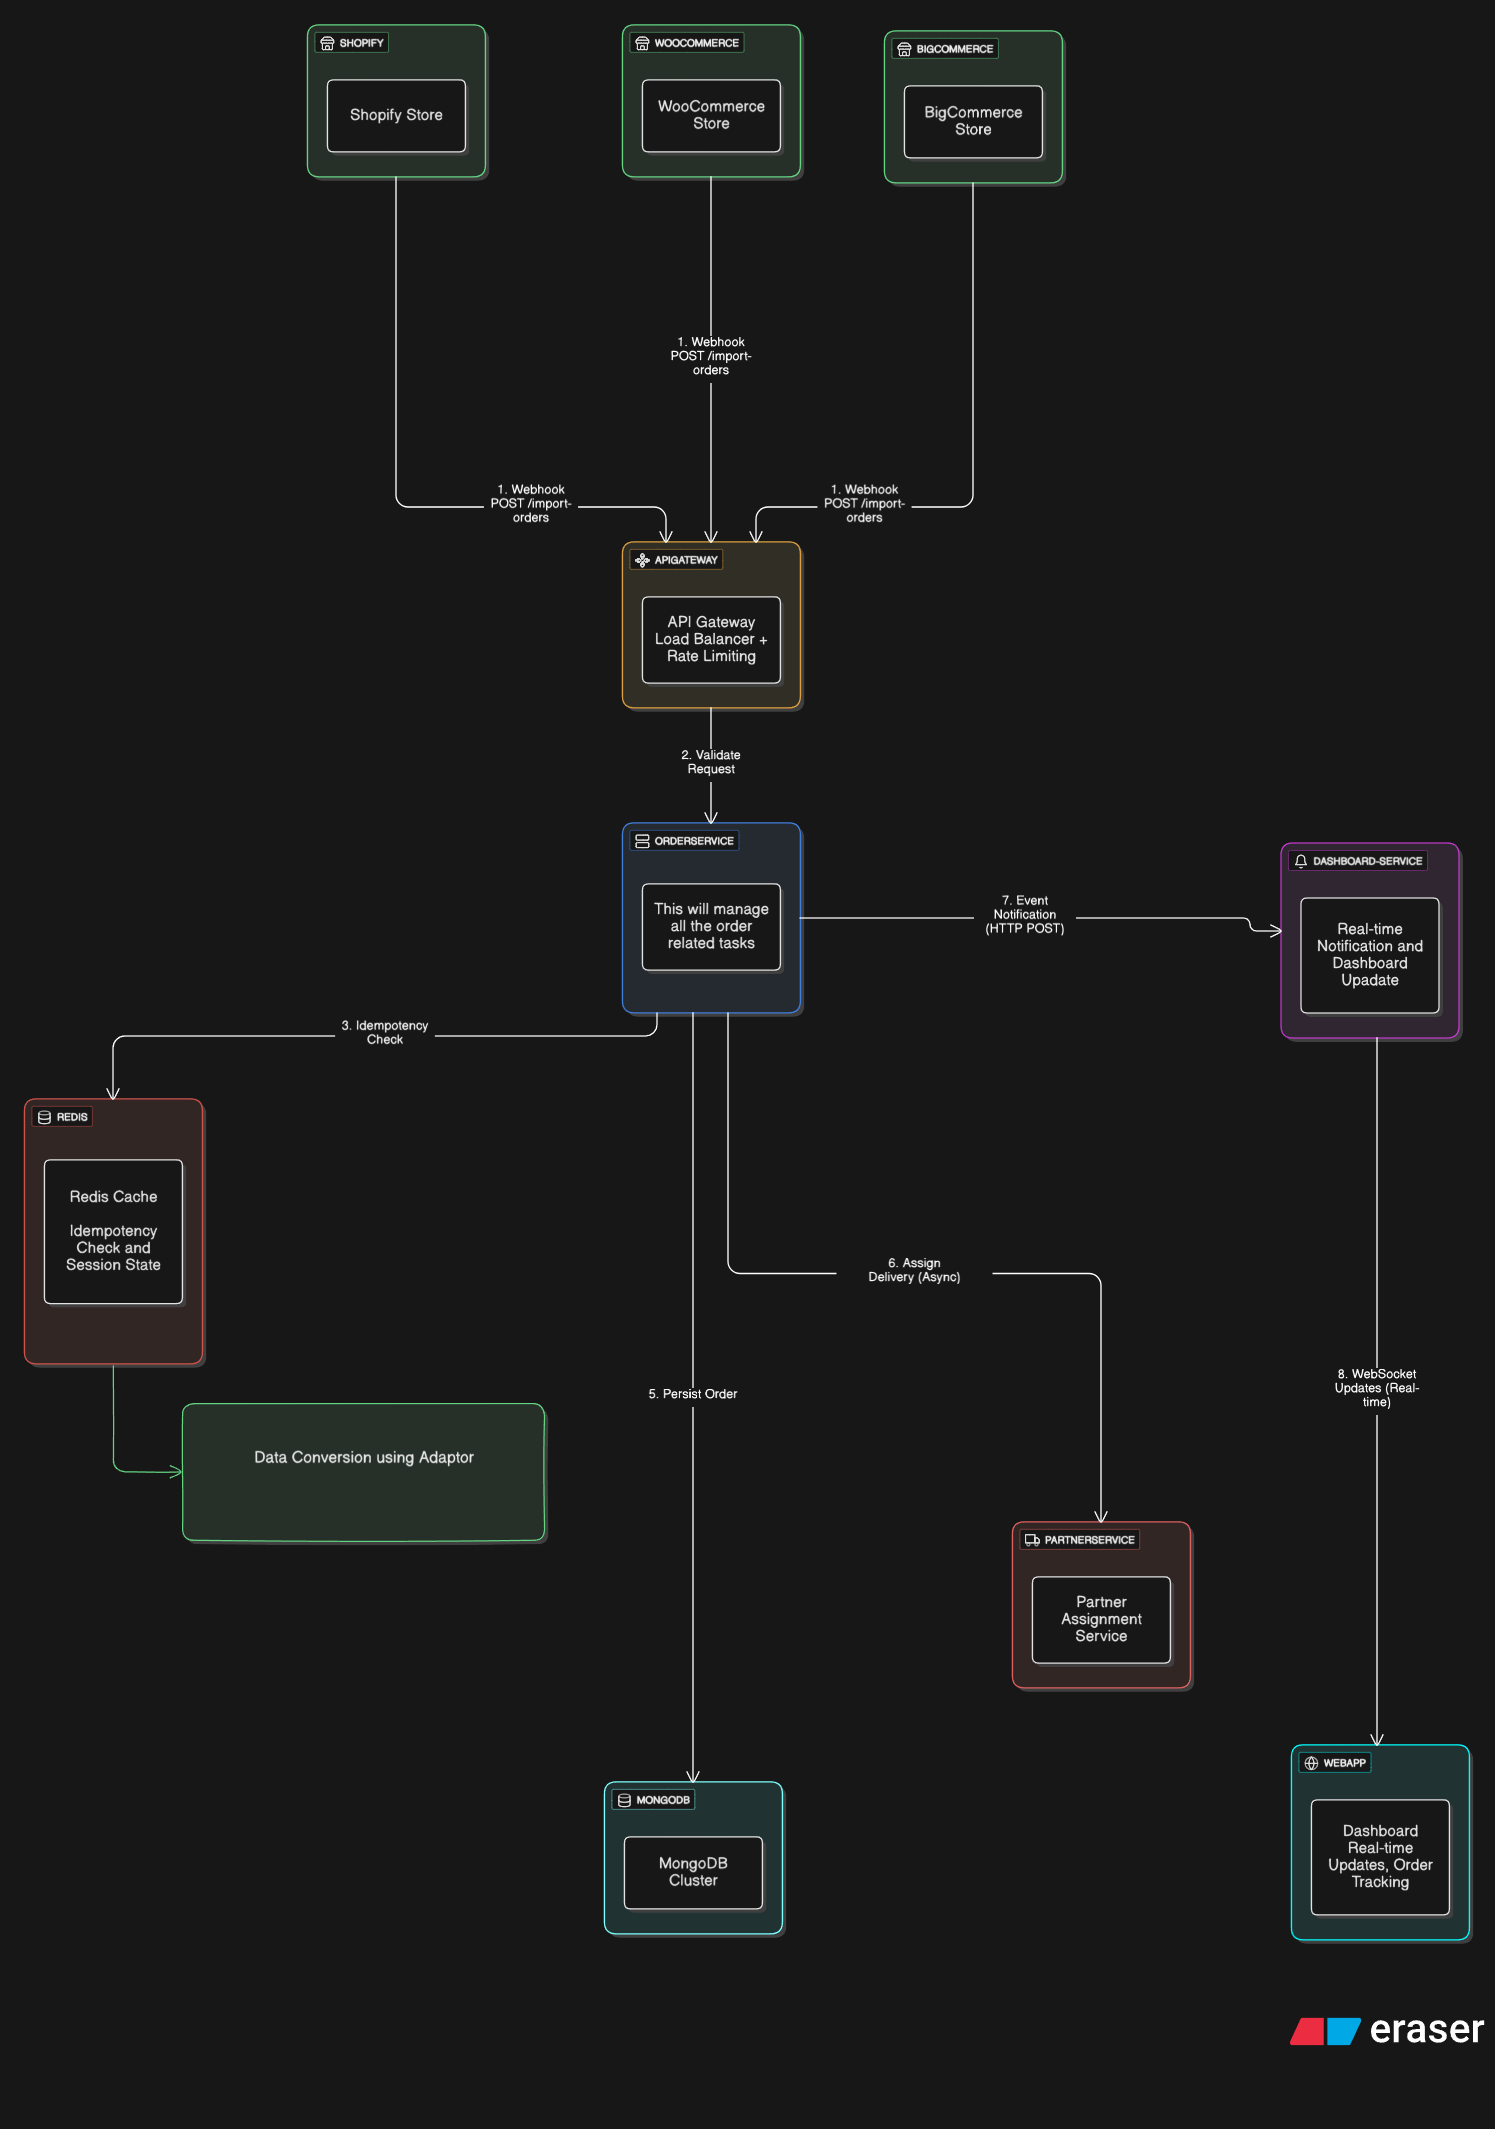 SHOPIFY
Shopify Store
WOOCOMMERCE
WooCommerce
Store
BIGCOMMERCE
BigCommerce
Store
1. Webhook
POST /import-
orders
1. Webhook
POST /import-
orders
1. Webhook
POST /import-
orders
APIGATEWAY
API Gateway
Load Balancer +
Rate Limiting
2. Validate
Request
ORDERSERVICE
This will manage
all the order
related tasks
7. Event
Notification
(HTTP POST)
DASHBOARD-SERVICE
Real-time
Notification and
Dashboard
Upadate
3. Idempotency
Check
REDIS
Redis Cache
Idempotency
Check and
Session State
6. Assign
Delivery (Async)
5. Persist Order
8. WebSocket
Updates (Real-
time)
Data Conversion using Adaptor
PARTNERSERVICE
Partner
Assignment
Service
MONGODB
MongoDB
Cluster
WEBAPP
Dashboard
Real-time
Updates, Order
Tracking
eraser